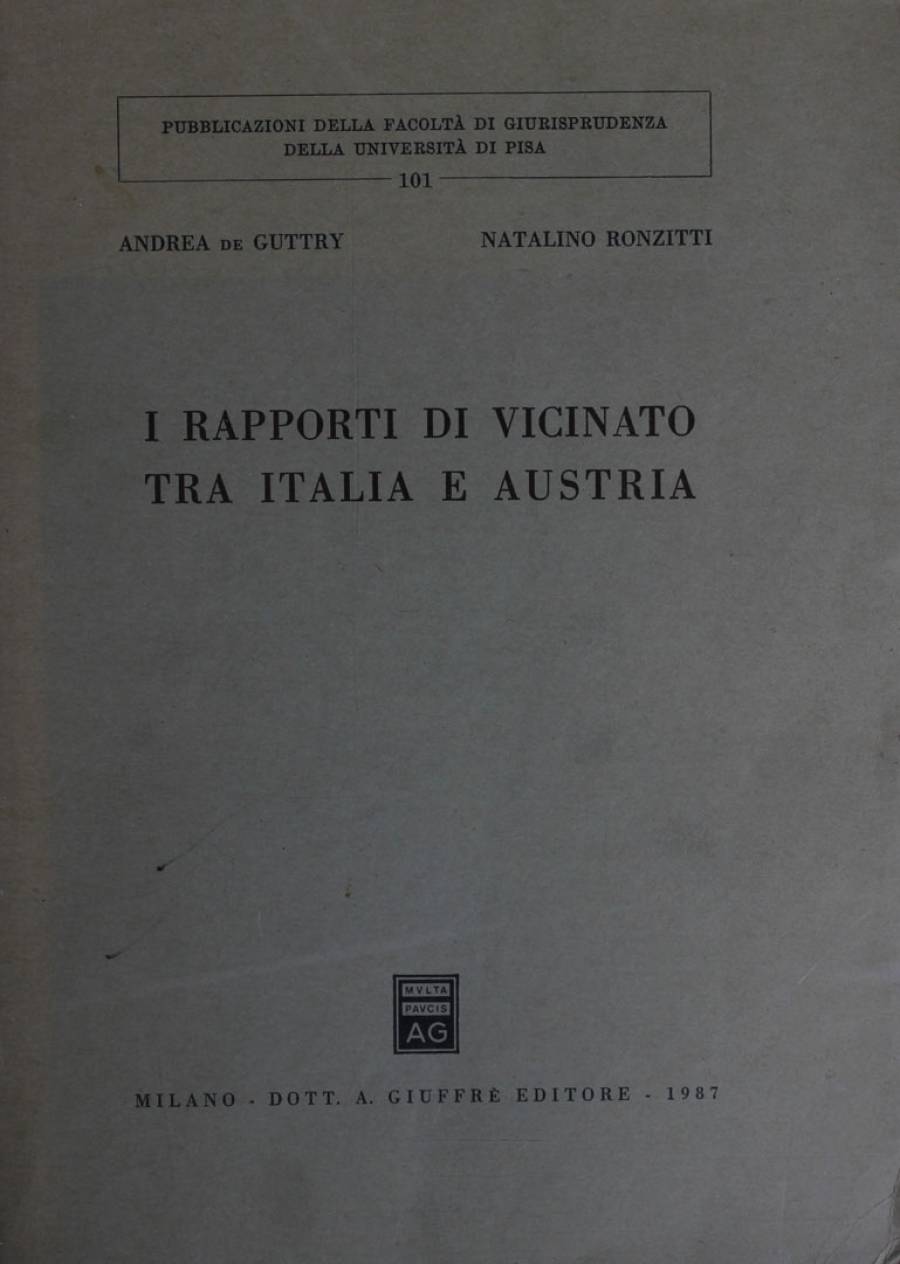 PUBBLICAZIONI DELLA FACOLTÀ DI GIURISPRUDENZA
DELLA UNIVERSITÀ DI PISA
101
ANDREA DE GUTTRY
NATALINO RONZITTI
I RAPPORTI DI VICINATO
TRA ITALIA E AUSTRIA
MVLTA
PAVCIS
AG
MILANO - DOTT. A. GIUFFRÈ EDITORE - 1987